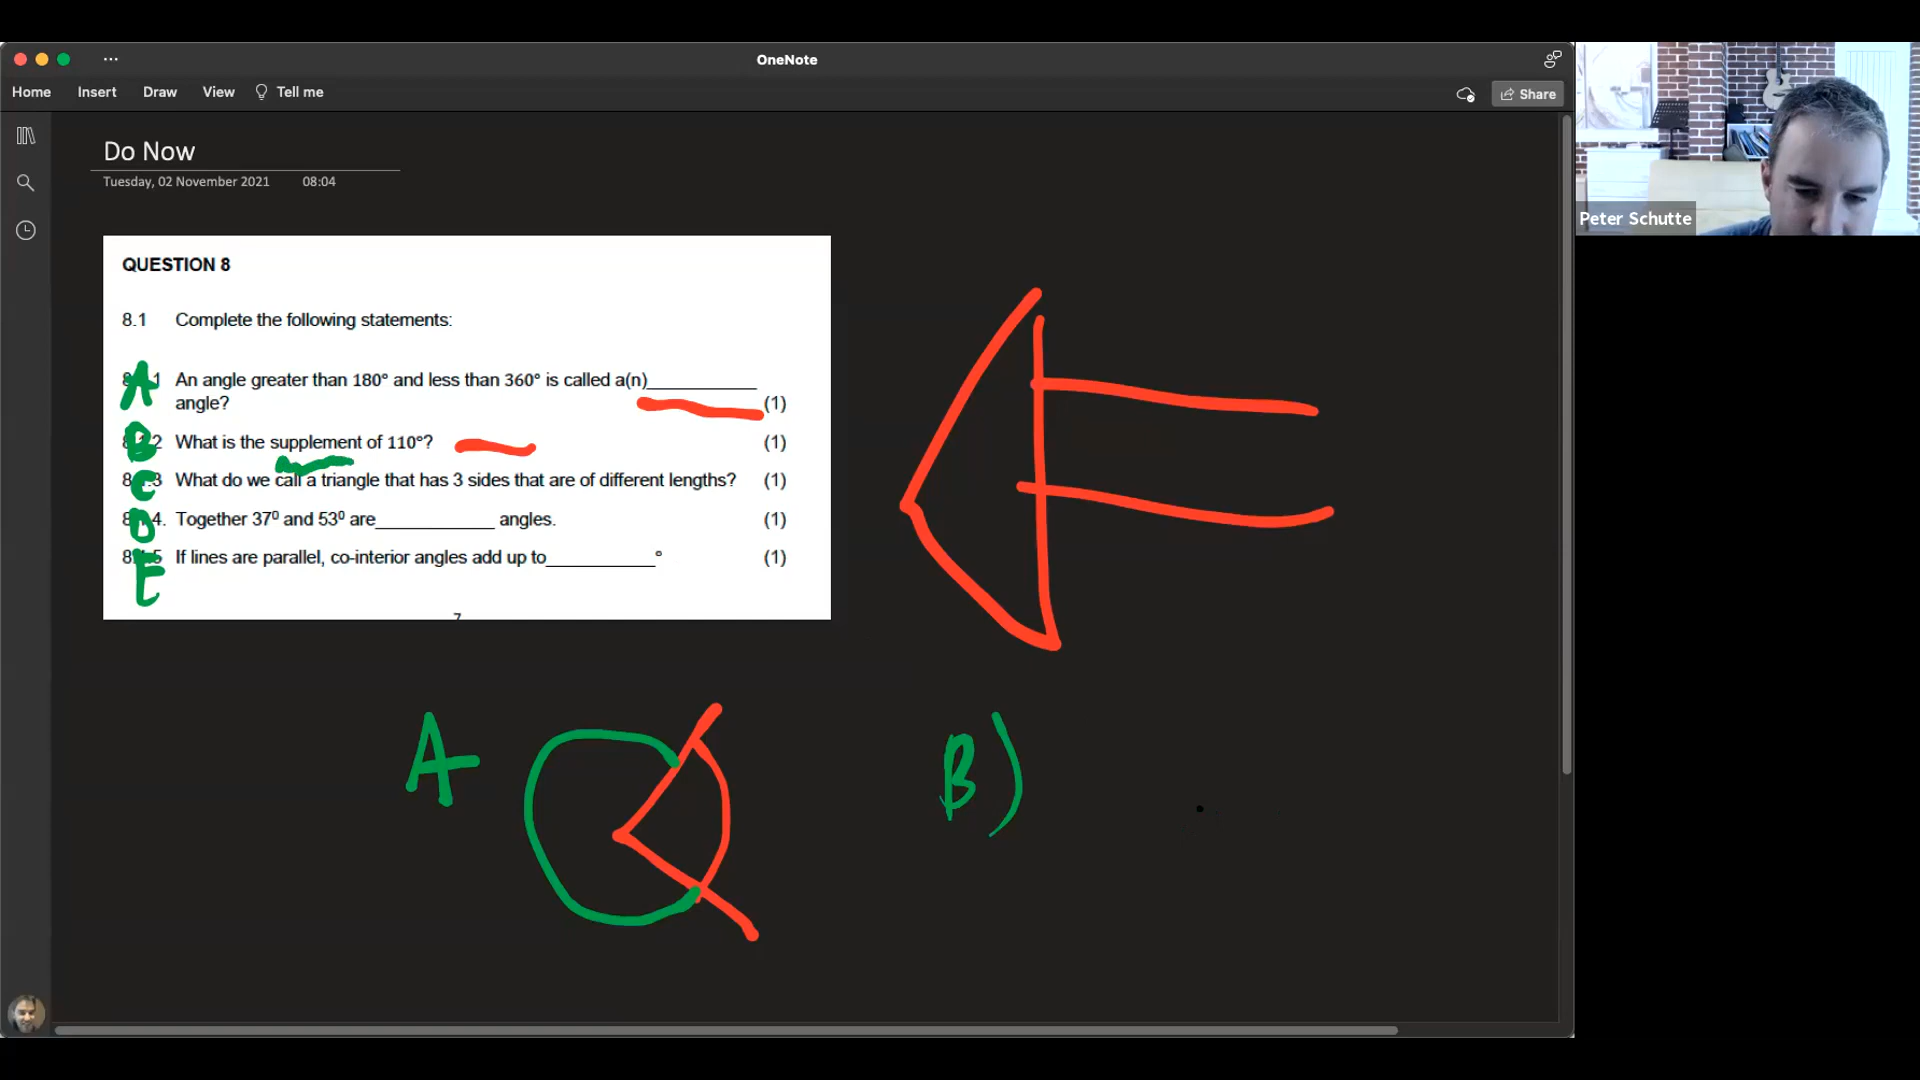 OneNote
Home Insert Draw View Tell me Share
Do Now
Tuesday, 02 November 2021 08:04
QUESTION 8
8.1 Complete the following statements:
A An angle greater than 180° and less than 360° is called a(n)__________
angle? (1)
B What is the supplement of 110°? (1)
C What do we call a triangle that has 3 sides that are of different lengths? (1)
D Together 37⁰ and 53⁰ are___________ angles. (1)
E If lines are parallel, co-interior angles add up to__________° (1)
A
B)
Peter Schutte